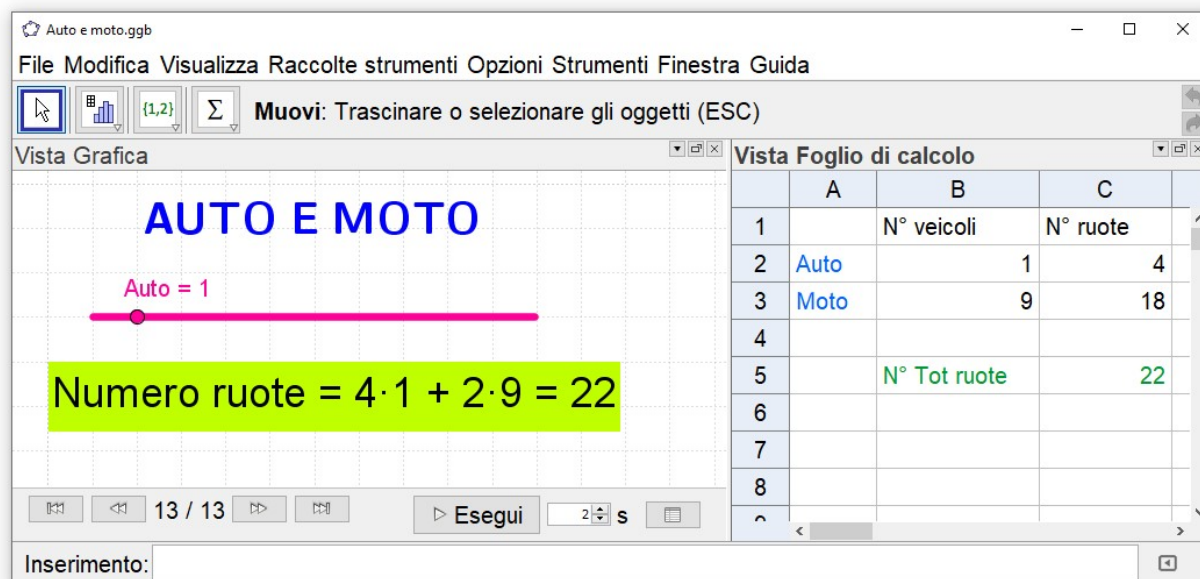 Auto e moto.ggb
File Modifica Visualizza Raccolte strumenti Opzioni Strumenti Finestra Guida
{1,2} Σ Muovi: Trascinare o selezionare gli oggetti (ESC)
Vista Grafica
AUTO E MOTO
Auto = 1
Numero ruote = 4·1 + 2·9 = 22
13 / 13 Esegui 2 s
Vista Foglio di calcolo
A B C
1 N° veicoli N° ruote
2 Auto 1 4
3 Moto 9 18
4
5 N° Tot ruote 22
6
7
8
Inserimento: